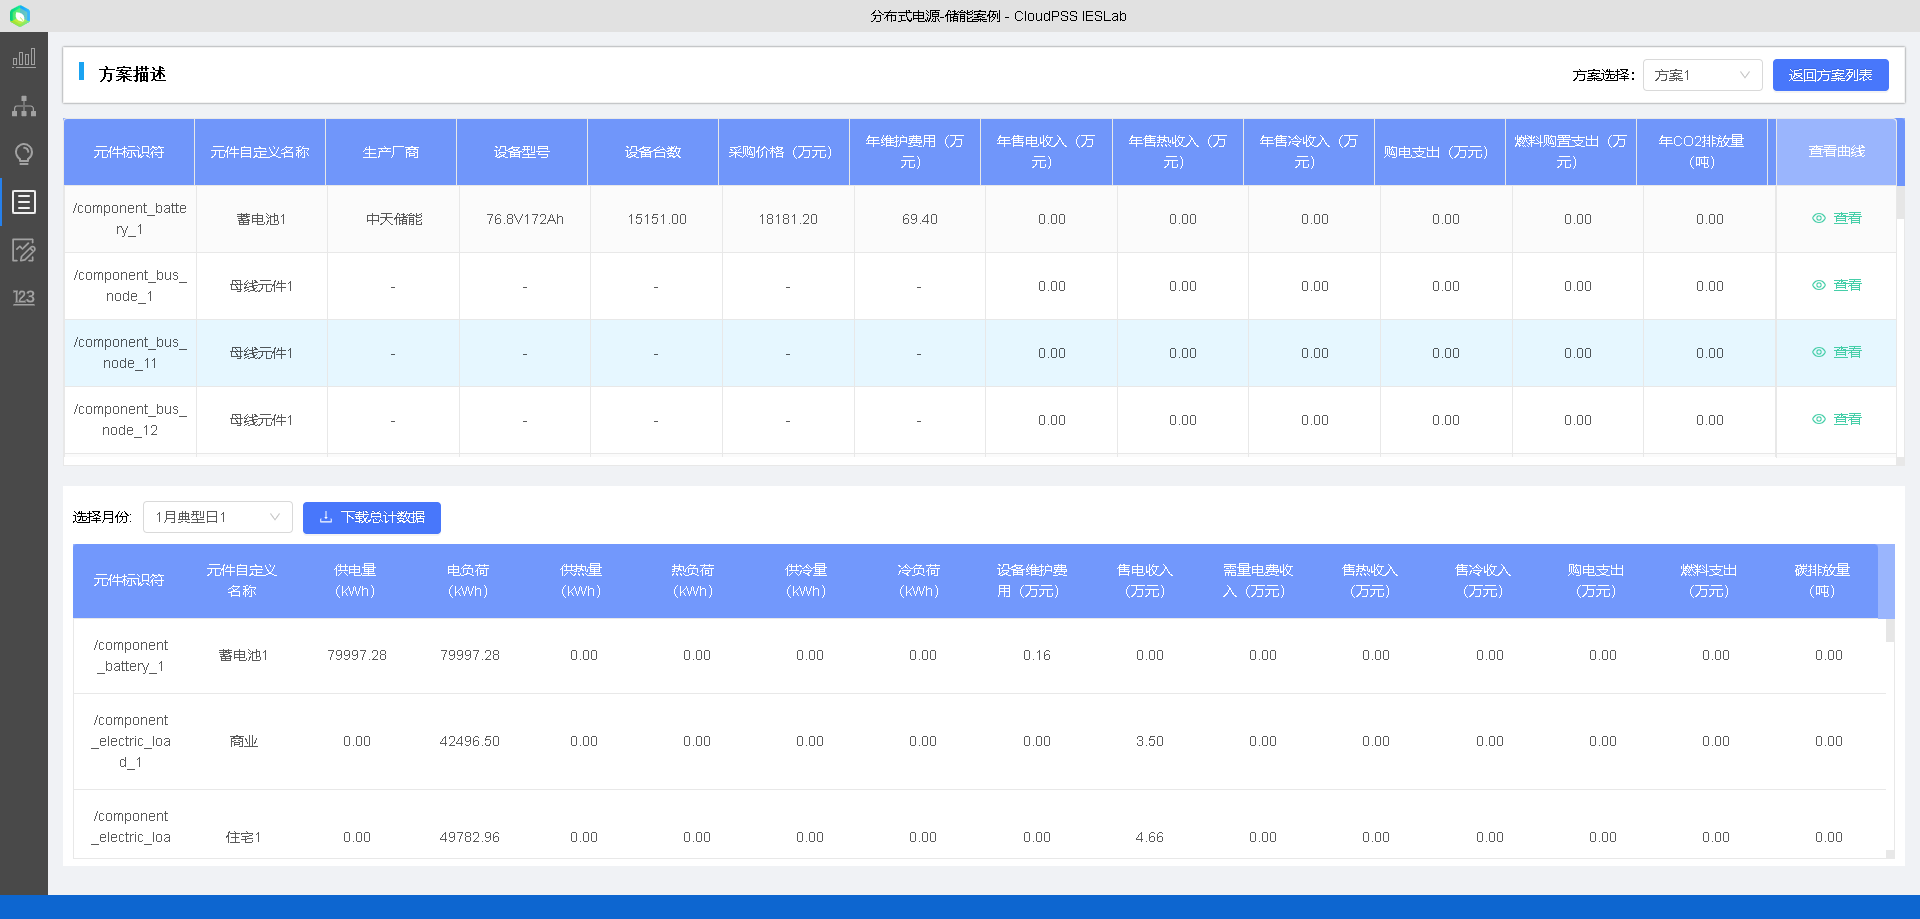 分布式电源-储能案例 - CloudPSS IESLab
方案描述
方案选择：
方案1
返回方案列表
元件标识符 元件自定义名称 生产厂商 设备型号 设备台数 采购价格（万元） 年维护费用（万元） 年售电收入（万元） 年售热收入（万元） 年售冷收入（万元） 购电支出（万元） 燃料购置支出（万元） 年CO2排放量（吨） 查看曲线
/component_battery_1 蓄电池1 中天储能 76.8V172Ah 15151.00 18181.20 69.40 0.00 0.00 0.00 0.00 0.00 0.00 查看
/component_bus_node_1 母线元件1 - - - - - 0.00 0.00 0.00 0.00 0.00 0.00 查看
/component_bus_node_11 母线元件1 - - - - - 0.00 0.00 0.00 0.00 0.00 0.00 查看
/component_bus_node_12 母线元件1 - - - - - 0.00 0.00 0.00 0.00 0.00 0.00 查看
123
选择月份:
1月典型日1
下载总计数据
元件标识符 元件自定义名称 供电量（kWh） 电负荷（kWh） 供热量（kWh） 热负荷（kWh） 供冷量（kWh） 冷负荷（kWh） 设备维护费用（万元） 售电收入（万元） 需量电费收入（万元） 售热收入（万元） 售冷收入（万元） 购电支出（万元） 燃料支出（万元） 碳排放量（吨）
/component_battery_1 蓄电池1 79997.28 79997.28 0.00 0.00 0.00 0.00 0.16 0.00 0.00 0.00 0.00 0.00 0.00 0.00
/component_electric_load_1 商业 0.00 42496.50 0.00 0.00 0.00 0.00 0.00 3.50 0.00 0.00 0.00 0.00 0.00 0.00
/component_electric_loa 住宅1 0.00 49782.96 0.00 0.00 0.00 0.00 0.00 4.66 0.00 0.00 0.00 0.00 0.00 0.00